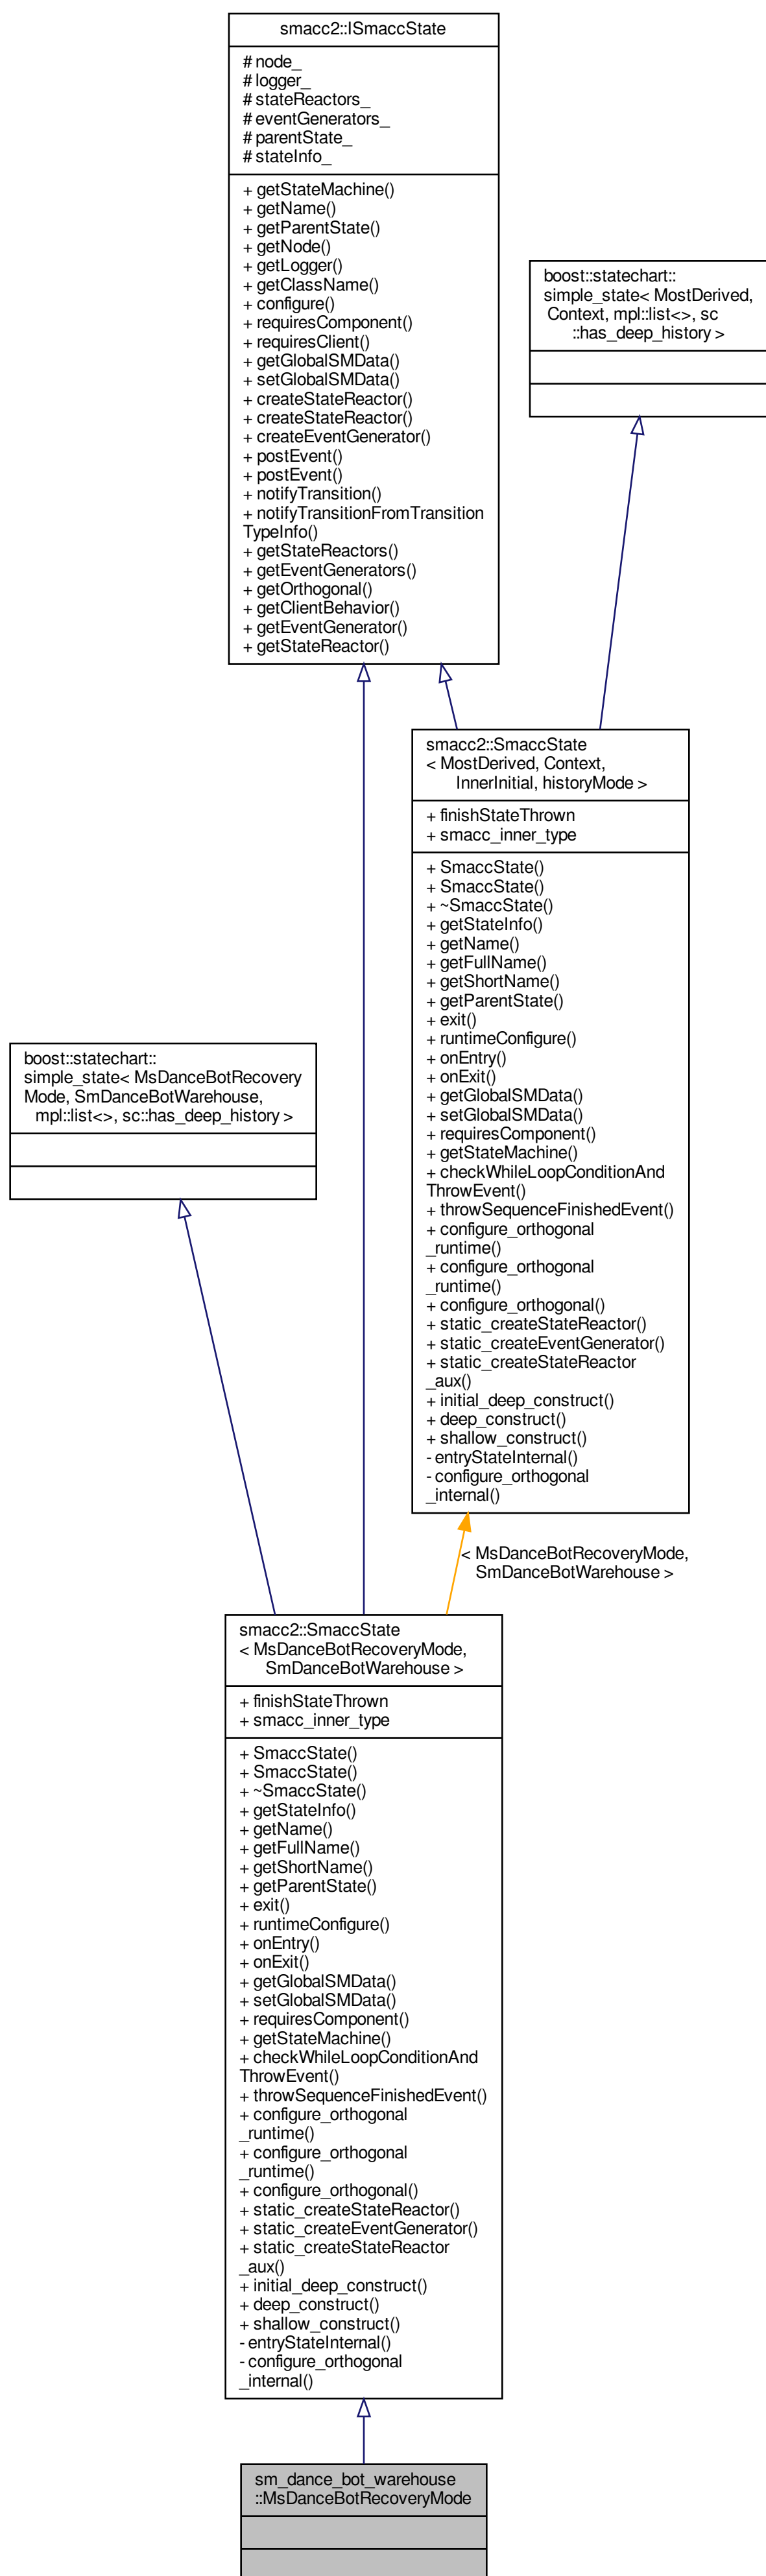 smacc2::ISmaccState
# node_
# logger_
# stateReactors_
# eventGenerators_
# parentState_
# stateInfo_
+ getStateMachine()
+ getName()
+ getParentState()
+ getNode()
+ getLogger()
+ getClassName()
+ configure()
+ requiresComponent()
+ requiresClient()
+ getGlobalSMData()
+ setGlobalSMData()
+ createStateReactor()
+ createStateReactor()
+ createEventGenerator()
+ postEvent()
+ postEvent()
+ notifyTransition()
+ notifyTransitionFromTransition
TypeInfo()
+ getStateReactors()
+ getEventGenerators()
+ getOrthogonal()
+ getClientBehavior()
+ getEventGenerator()
+ getStateReactor()
boost::statechart::
simple_state< MostDerived,
Context, mpl::list<>, sc
::has_deep_history >
smacc2::SmaccState
< MostDerived, Context,
InnerInitial, historyMode >
+ finishStateThrown
+ smacc_inner_type
+ SmaccState()
+ SmaccState()
+ ~SmaccState()
+ getStateInfo()
+ getName()
+ getFullName()
+ getShortName()
+ getParentState()
+ exit()
+ runtimeConfigure()
+ onEntry()
+ onExit()
+ getGlobalSMData()
+ setGlobalSMData()
+ requiresComponent()
+ getStateMachine()
+ checkWhileLoopConditionAnd
ThrowEvent()
+ throwSequenceFinishedEvent()
+ configure_orthogonal
_runtime()
+ configure_orthogonal
_runtime()
+ configure_orthogonal()
+ static_createStateReactor()
+ static_createEventGenerator()
+ static_createStateReactor
_aux()
+ initial_deep_construct()
+ deep_construct()
+ shallow_construct()
- entryStateInternal()
- configure_orthogonal
_internal()
boost::statechart::
simple_state< MsDanceBotRecovery
Mode, SmDanceBotWarehouse,
mpl::list<>, sc::has_deep_history >
< MsDanceBotRecoveryMode,
SmDanceBotWarehouse >
smacc2::SmaccState
< MsDanceBotRecoveryMode,
SmDanceBotWarehouse >
+ finishStateThrown
+ smacc_inner_type
+ SmaccState()
+ SmaccState()
+ ~SmaccState()
+ getStateInfo()
+ getName()
+ getFullName()
+ getShortName()
+ getParentState()
+ exit()
+ runtimeConfigure()
+ onEntry()
+ onExit()
+ getGlobalSMData()
+ setGlobalSMData()
+ requiresComponent()
+ getStateMachine()
+ checkWhileLoopConditionAnd
ThrowEvent()
+ throwSequenceFinishedEvent()
+ configure_orthogonal
_runtime()
+ configure_orthogonal
_runtime()
+ configure_orthogonal()
+ static_createStateReactor()
+ static_createEventGenerator()
+ static_createStateReactor
_aux()
+ initial_deep_construct()
+ deep_construct()
+ shallow_construct()
- entryStateInternal()
- configure_orthogonal
_internal()
sm_dance_bot_warehouse
::MsDanceBotRecoveryMode